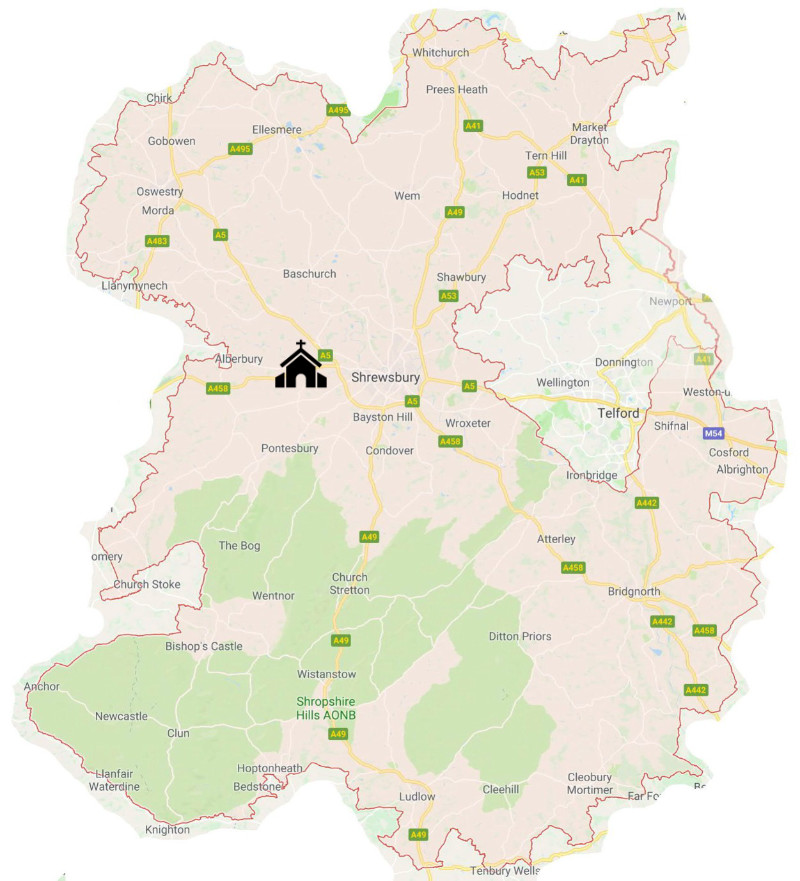 M
Whitchurch
Prees Heath
Chirk
A495
Ellesmere
A41
Market
Drayton
Gobowen
A495
Tern Hill
A53
A41
Oswestry
Wem
Hodnet
Morda
A49
A5
A483
Baschurch
Shawbury
Llanymynech
A53
Newport
Alderbury
A5
A41
Donnington
Shrewsbury
Wellington
A458
A5
Weston-u
A5
Telford
Bayston Hill
Wroxeter
Shifnal
M54
A458
Pontesbury
Condover
Cosford
Albrighton
Ironbridge
A442
A49
Atterley
The Bog
omery
A458
Church Stoke
Church
Stretton
Wentnor
Bridgnorth
A442
A458
Ditton Priors
A49
Bishop's Castle
Wistanstow
Anchor
A442
Shropshire
Hills AONB
Newcastle
Clun
A49
Hoptonheath
Llanfair
Waterdine
Bedstone
Cleobury
Mortimer
Cleehill
Ludlow
Far Fo
Knighton
A49
Tenbury Wells